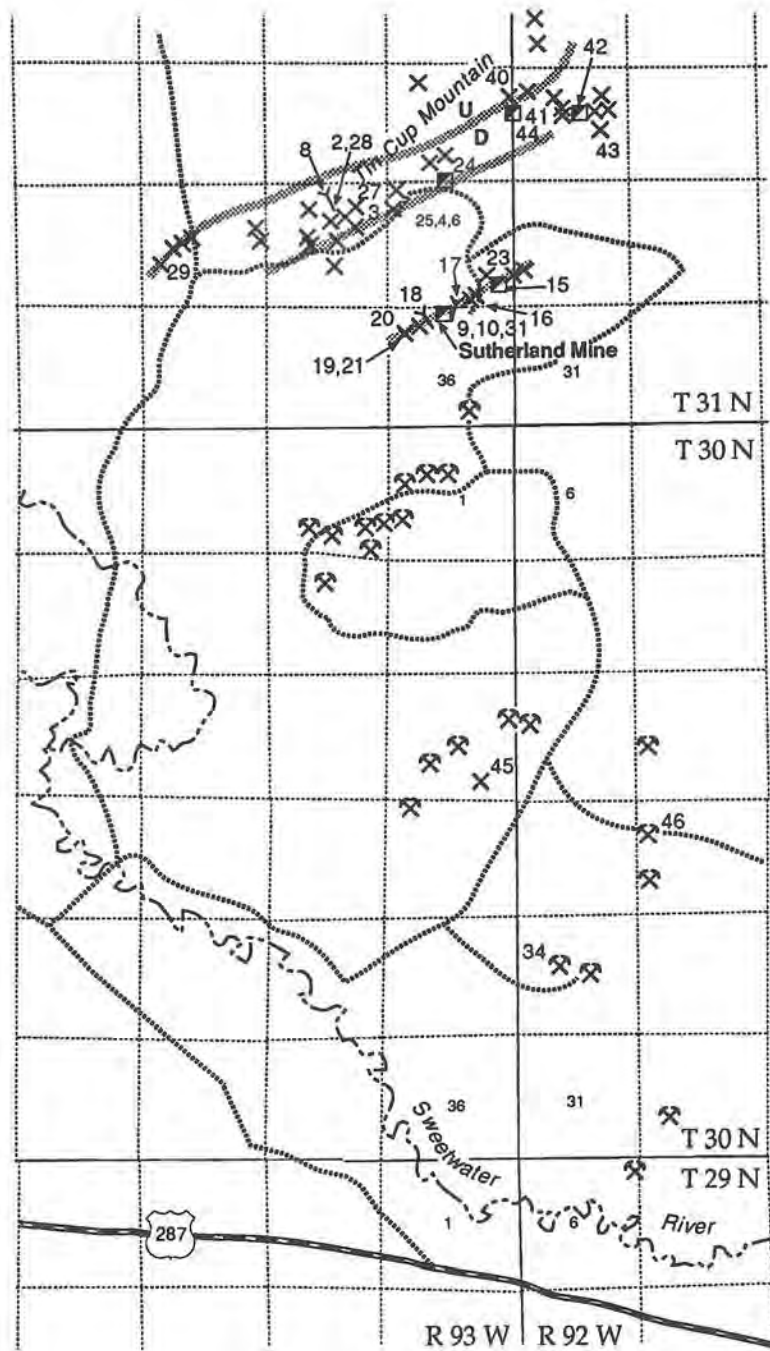 42
40
Tin Cup Mountain
U
D
41
44
43
2,28
8
24
27
3
25,4,6
29
23
17
15
18
16
20
9,10,31
Sutherland Mine
19,21
36
31
T 31 N
T 30 N
1
6
45
46
34
36
31
Sweetwater
River
T 30 N
T 29 N
1
6
287
R 93 W
R 92 W